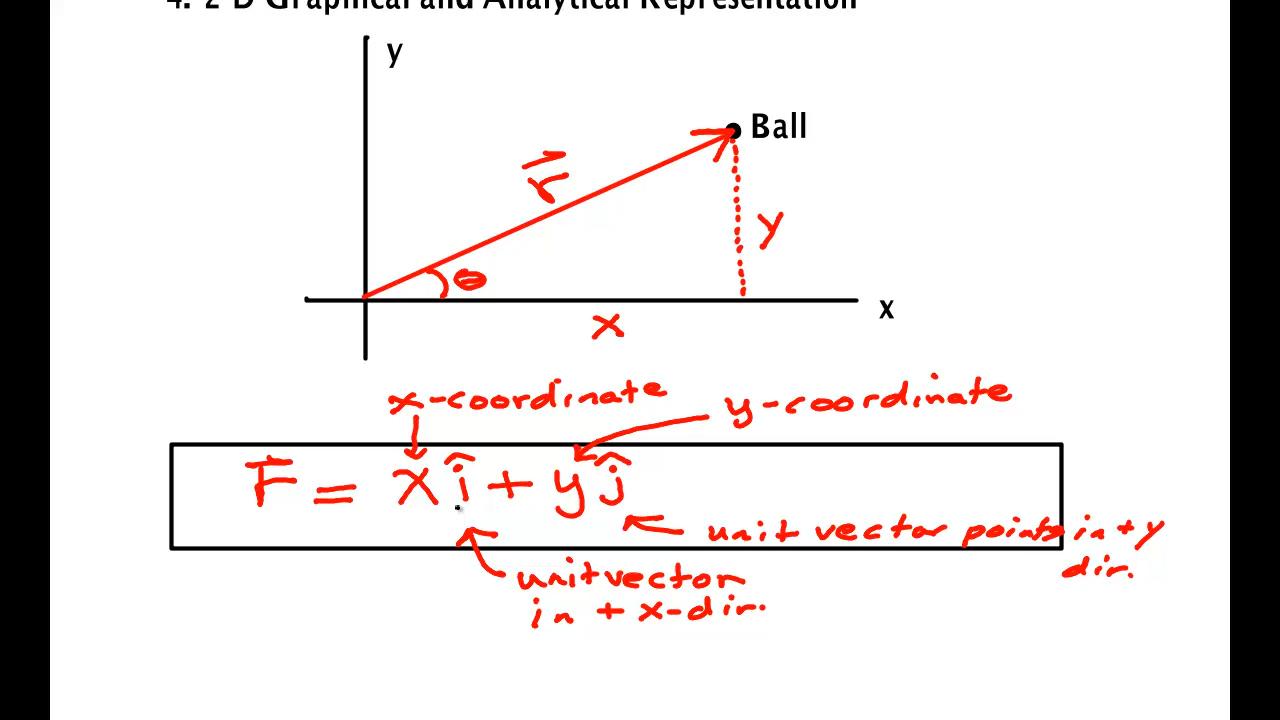 4. 2-D Graphical and Analytical Representation
y
Ball
r⃗
y
θ
x
x
x-coordinate
y-coordinate
r⃗ = x î + y ĵ
unit vector points in + y
dir.
unit vector
in + x-dir.